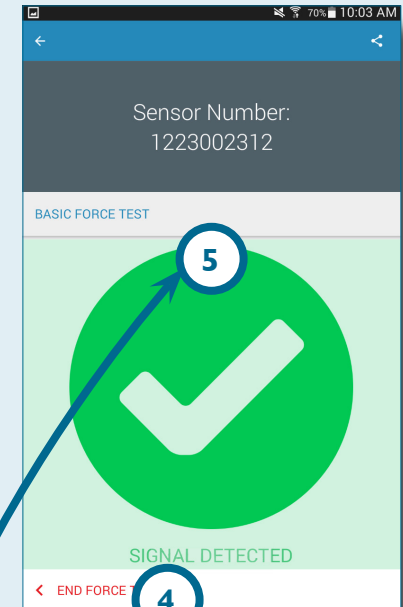 70% 10:03 AM
Sensor Number:
1223002312
BASIC FORCE TEST
5
SIGNAL DETECTED
END FORCE
4